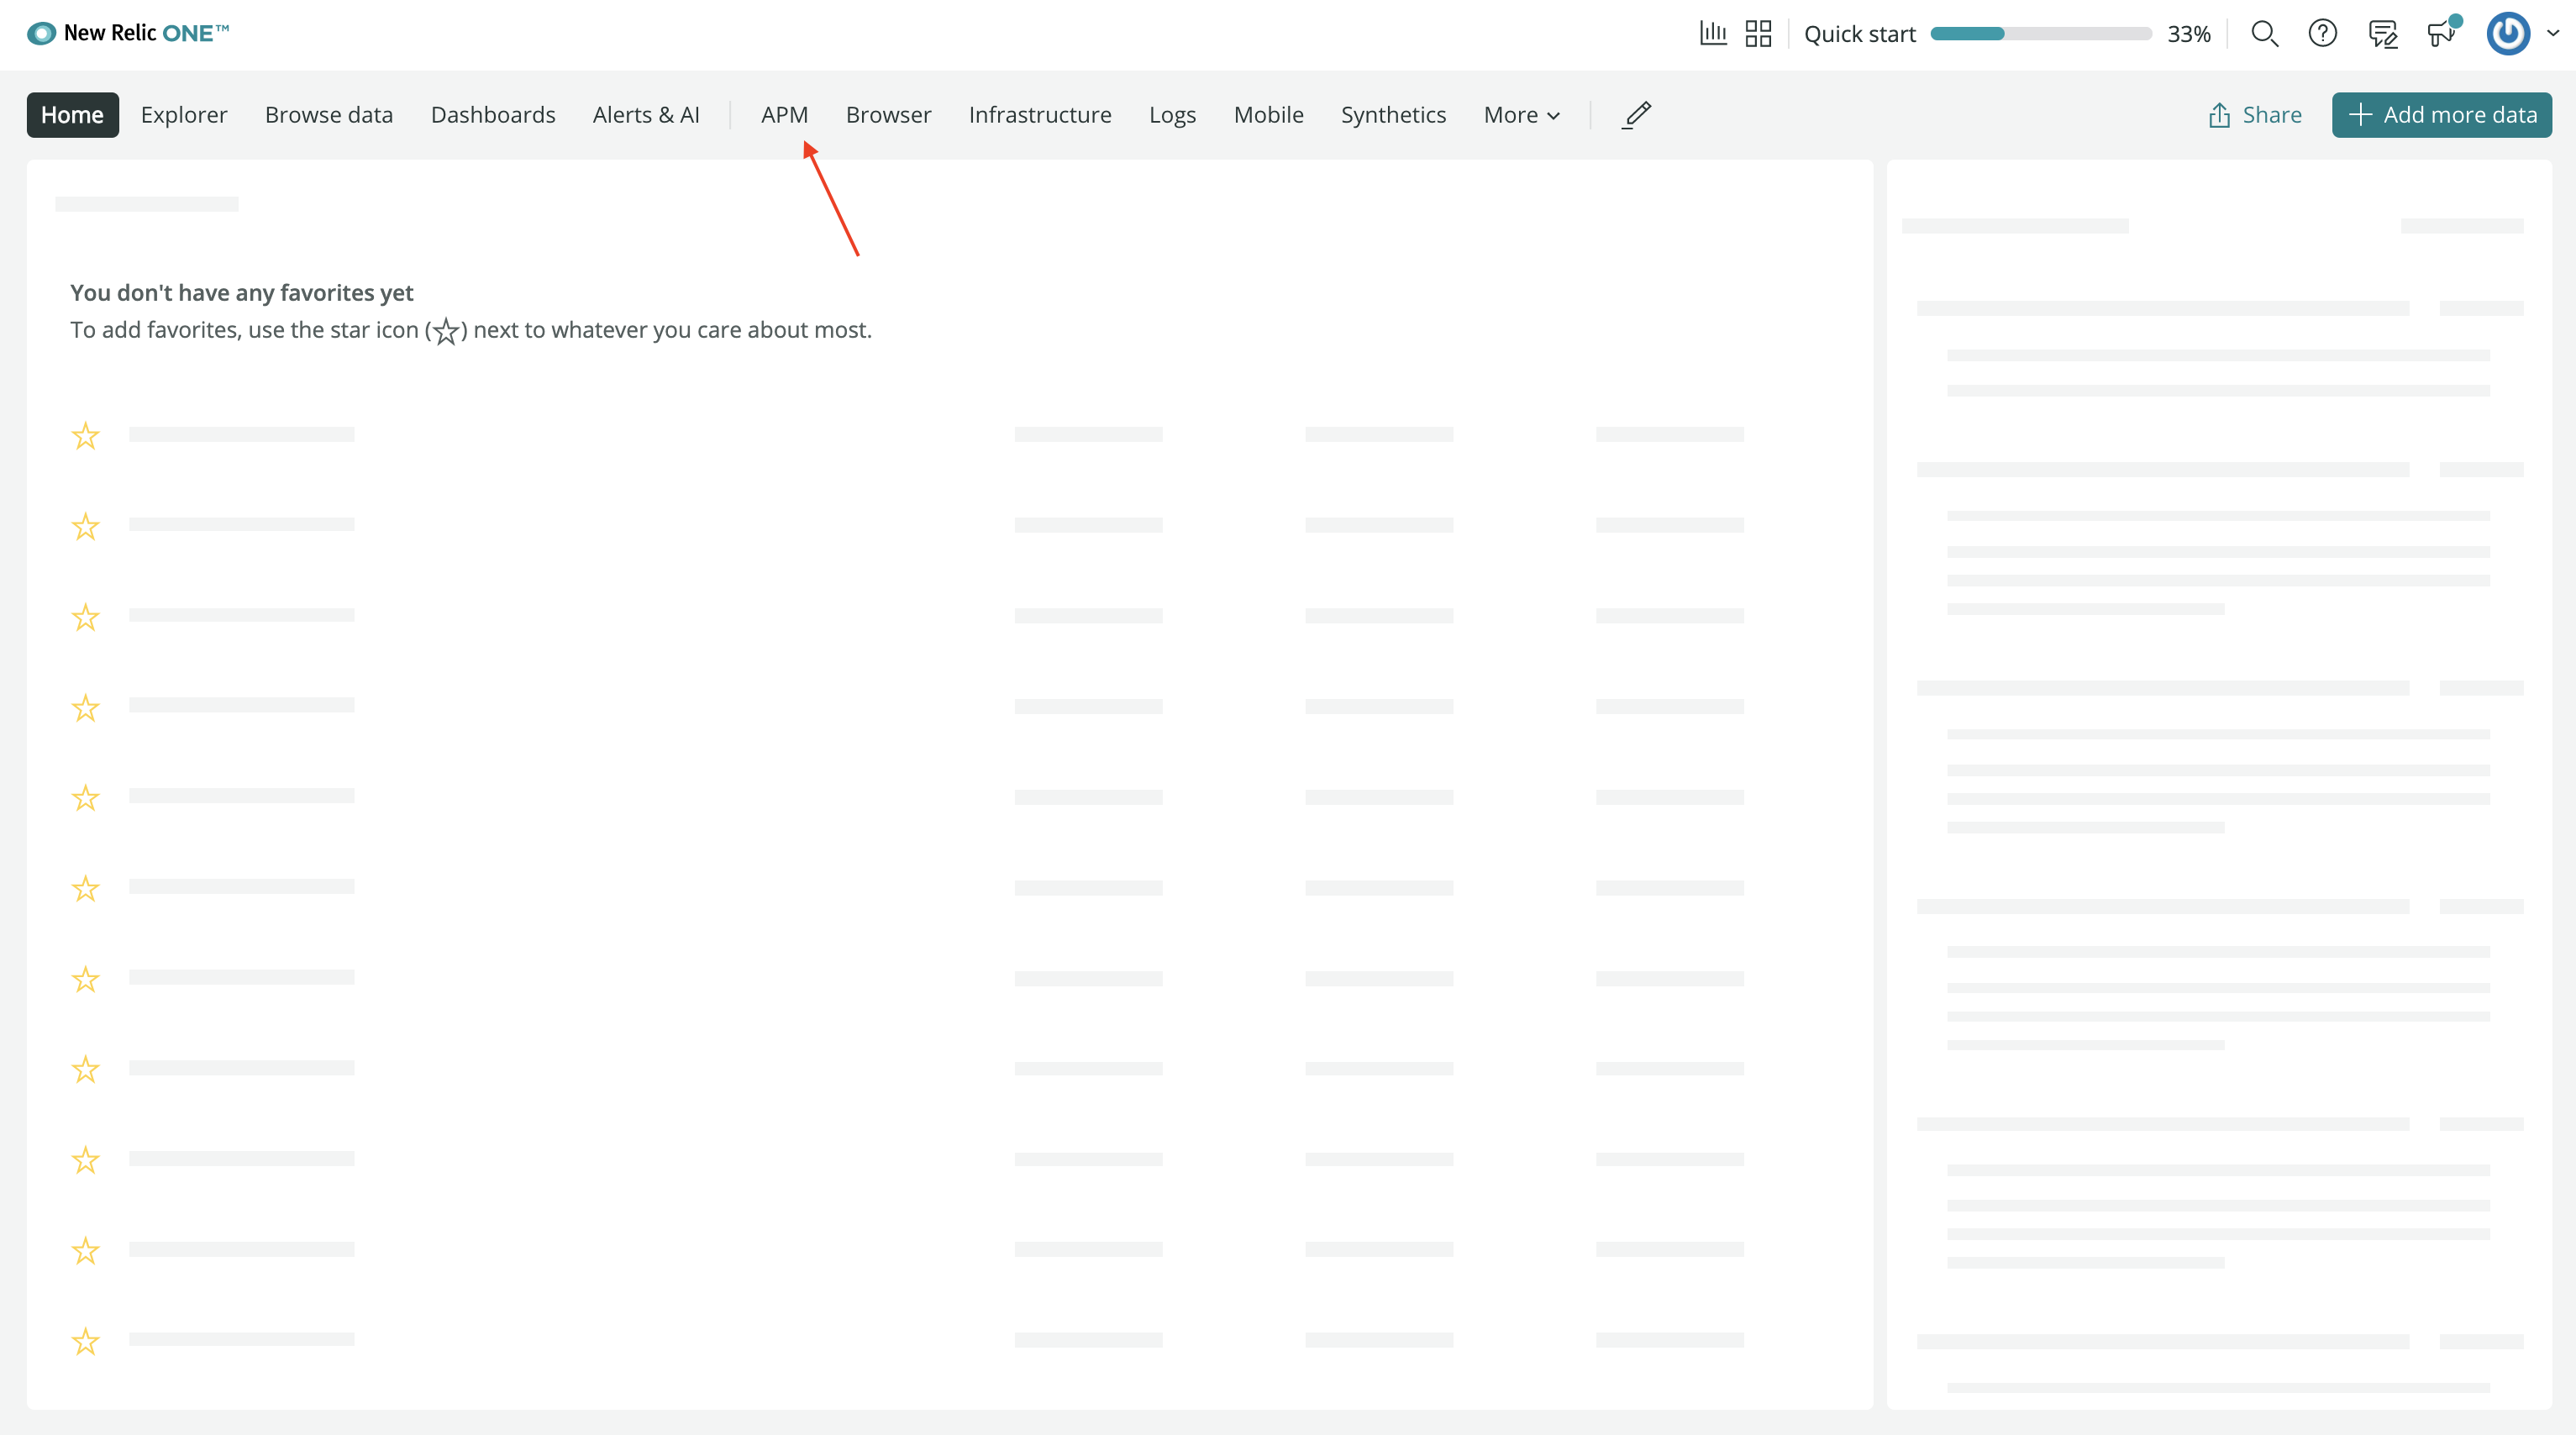 New Relic ONE™
Quick start 33%
Home Explorer Browse data Dashboards Alerts & AI APM Browser Infrastructure Logs Mobile Synthetics More Share Add more data
You don't have any favorites yet
To add favorites, use the star icon (☆) next to whatever you care about most.